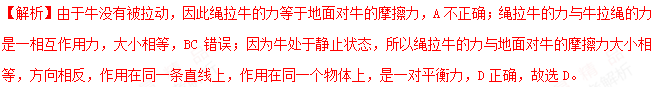 【解析】由于牛没有被拉动，因此绳拉牛的力等于地面对牛的摩擦力，A 不正确；绳拉牛的力与牛拉绳的力
是一相互作用力，大小相等，BC 错误；因为牛处于静止状态，所以绳拉牛的力与地面对牛的摩擦力大小相
等，方向相反，作用在同一条直线上，作用在同一个物体上，是一对平衡力，D 正确，故选 D。